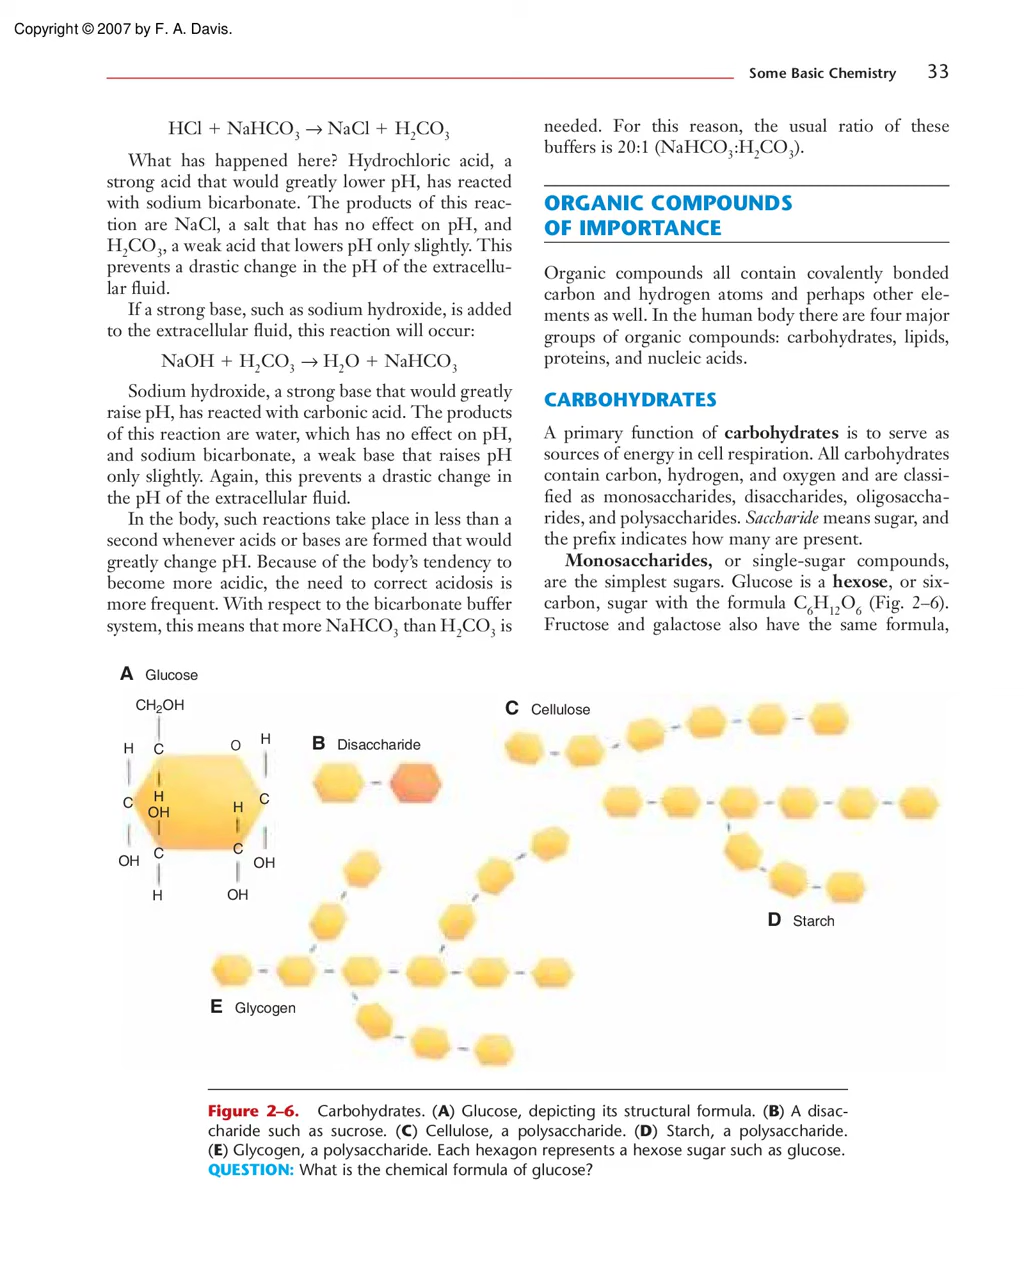 Copyright © 2007 by F. A. Davis.
Some Basic Chemistry 33
HCl + NaHCO3 → NaCl + H2CO3
What has happened here? Hydrochloric acid, a
strong acid that would greatly lower pH, has reacted
with sodium bicarbonate. The products of this reac-
tion are NaCl, a salt that has no effect on pH, and
H2CO3, a weak acid that lowers pH only slightly. This
prevents a drastic change in the pH of the extracellu-
lar fluid.
If a strong base, such as sodium hydroxide, is added
to the extracellular fluid, this reaction will occur:
NaOH + H2CO3 → H2O + NaHCO3
Sodium hydroxide, a strong base that would greatly
raise pH, has reacted with carbonic acid. The products
of this reaction are water, which has no effect on pH,
and sodium bicarbonate, a weak base that raises pH
only slightly. Again, this prevents a drastic change in
the pH of the extracellular fluid.
In the body, such reactions take place in less than a
second whenever acids or bases are formed that would
greatly change pH. Because of the body's tendency to
become more acidic, the need to correct acidosis is
more frequent. With respect to the bicarbonate buffer
system, this means that more NaHCO3 than H2CO3 is
needed. For this reason, the usual ratio of these
buffers is 20:1 (NaHCO3:H2CO3).
ORGANIC COMPOUNDS
OF IMPORTANCE
Organic compounds all contain covalently bonded
carbon and hydrogen atoms and perhaps other ele-
ments as well. In the human body there are four major
groups of organic compounds: carbohydrates, lipids,
proteins, and nucleic acids.
CARBOHYDRATES
A primary function of carbohydrates is to serve as
sources of energy in cell respiration. All carbohydrates
contain carbon, hydrogen, and oxygen and are classi-
fied as monosaccharides, disaccharides, oligosaccha-
rides, and polysaccharides. Saccharide means sugar, and
the prefix indicates how many are present.
Monosaccharides, or single-sugar compounds,
are the simplest sugars. Glucose is a hexose, or six-
carbon, sugar with the formula C6H12O6 (Fig. 2–6).
Fructose and galactose also have the same formula,
A Glucose
CH2OH
H C O H
C H OH H C
OH C C OH
H OH
B Disaccharide
C Cellulose
D Starch
E Glycogen
Figure 2–6. Carbohydrates. (A) Glucose, depicting its structural formula. (B) A disac-
charide such as sucrose. (C) Cellulose, a polysaccharide. (D) Starch, a polysaccharide.
(E) Glycogen, a polysaccharide. Each hexagon represents a hexose sugar such as glucose.
QUESTION: What is the chemical formula of glucose?